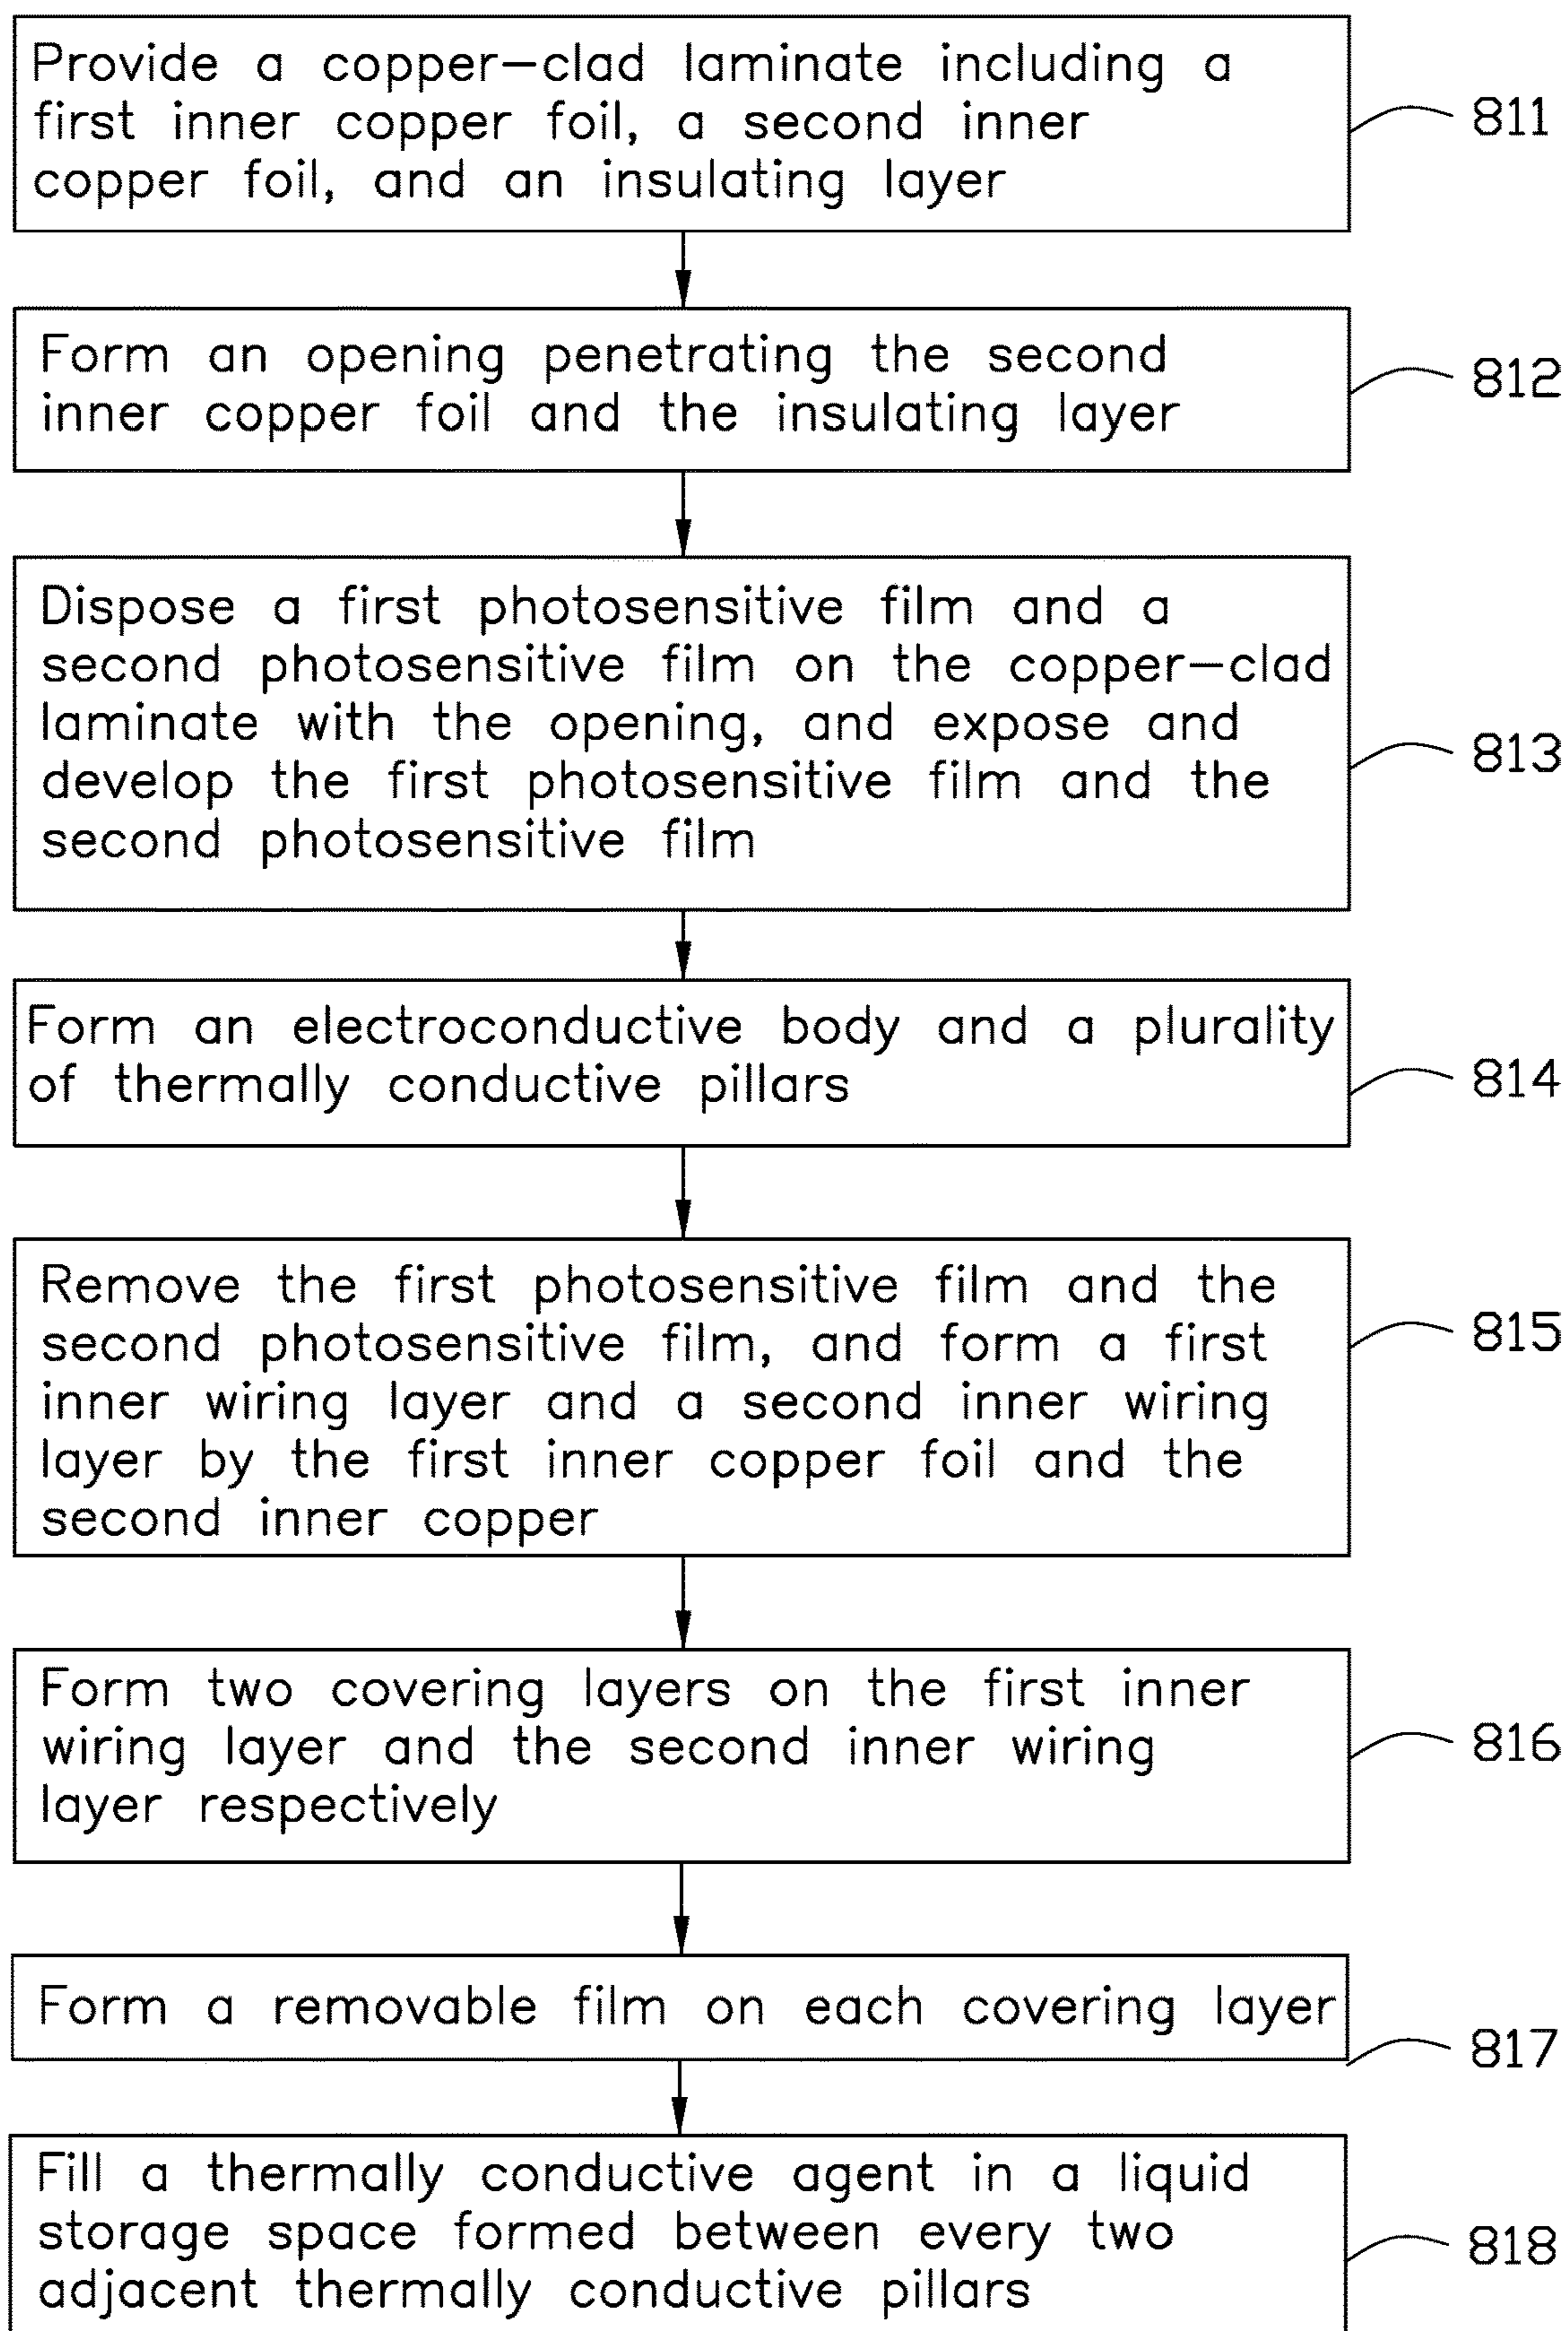 Provide a copper-clad laminate including a
first inner copper foil, a second inner
copper foil, and an insulating layer
811
Form an opening penetrating the second
inner copper foil and the insulating layer
812
Dispose a first photosensitive film and a
second photosensitive film on the copper-clad
laminate with the opening, and expose and
develop the first photosensitive film and the
second photosensitive film
813
Form an electroconductive body and a plurality
of thermally conductive pillars
814
Remove the first photosensitive film and the
second photosensitive film, and form a first
inner wiring layer and a second inner wiring
layer by the first inner copper foil and the
second inner copper
815
Form two covering layers on the first inner
wiring layer and the second inner wiring
layer respectively
816
Form a removable film on each covering layer
817
Fill a thermally conductive agent in a liquid
storage space formed between every two
adjacent thermally conductive pillars
818